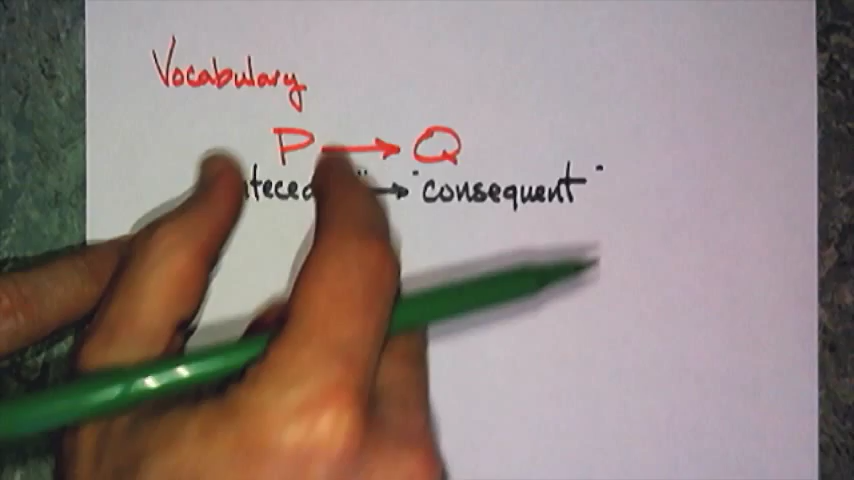 Vocabulary
P → Q
" → "consequent"